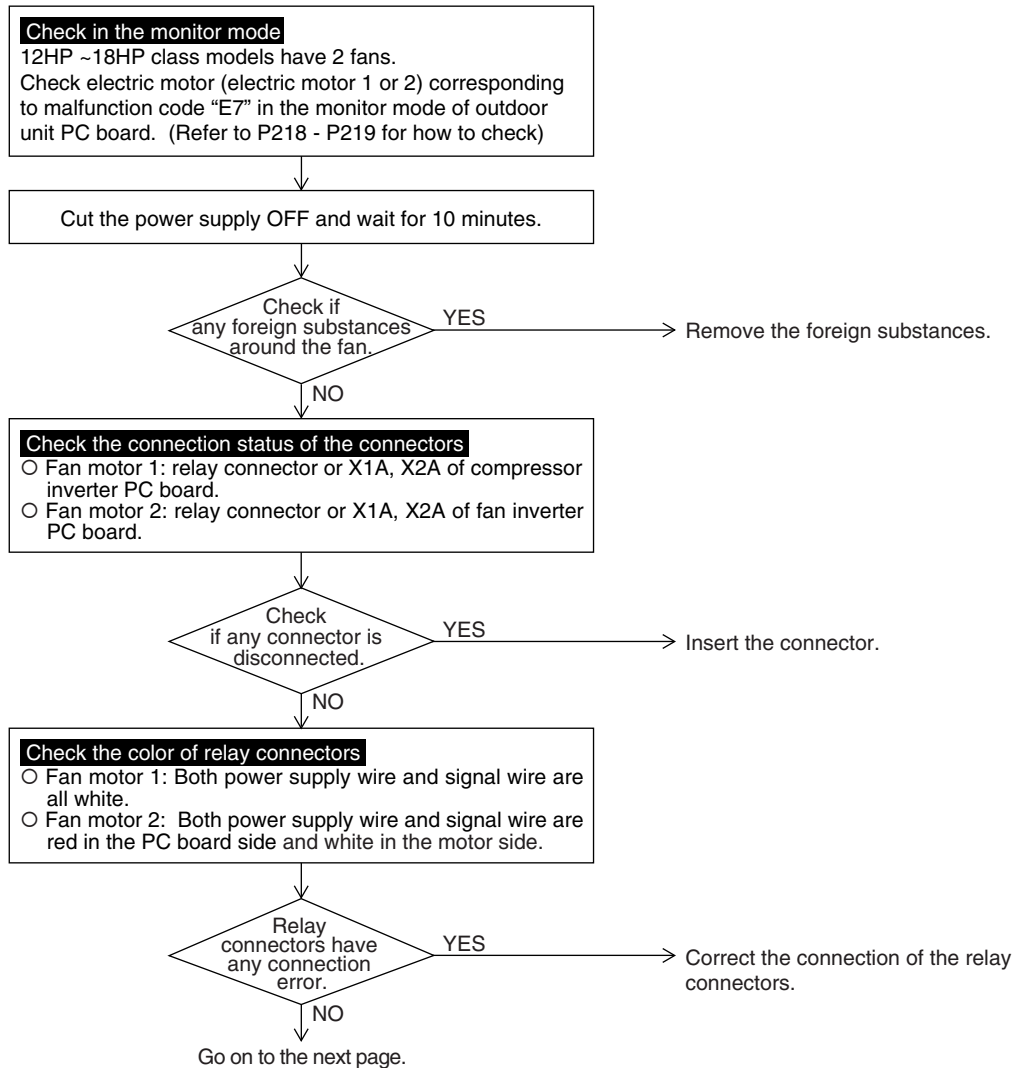 Check in the monitor mode
12HP ~18HP class models have 2 fans.
Check electric motor (electric motor 1 or 2) corresponding
to malfunction code “E7” in the monitor mode of outdoor
unit PC board.  (Refer to P218 - P219 for how to check)
Cut the power supply OFF and wait for 10 minutes.
Check if
any foreign substances
around the fan.
YES
Remove the foreign substances.
NO
Check the connection status of the connectors
○ Fan motor 1: relay connector or X1A, X2A of compressor
inverter PC board.
○ Fan motor 2: relay connector or X1A, X2A of fan inverter
PC board.
Check
if any connector is
disconnected.
YES
Insert the connector.
NO
Check the color of relay connectors
○ Fan motor 1: Both power supply wire and signal wire are
all white.
○ Fan motor 2:  Both power supply wire and signal wire are
red in the PC board side and white in the motor side.
Relay
connectors have
any connection
error.
YES
Correct the connection of the relay
connectors.
NO
Go on to the next page.